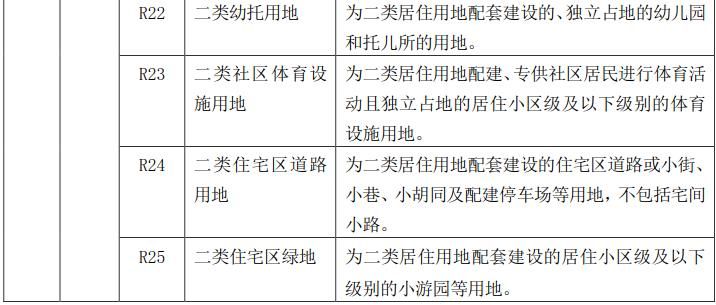 R22 二类幼托用地 为二类居住用地配套建设的、独立占地的幼儿园
和托儿所的用地。
R23 二类社区体育设 为二类居住用地配建、专供社区居民进行体育活
施用地 动且独立占地的居住小区级及以下级别的体育
设施用地。
R24 二类住宅区道路 为二类居住用地配套建设的住宅区道路或小街、
用地 小巷、小胡同及配建停车场等用地，不包括宅间
小路。
R25 二类住宅区绿地 为二类居住用地配套建设的居住小区级及以下
级别的小游园等用地。